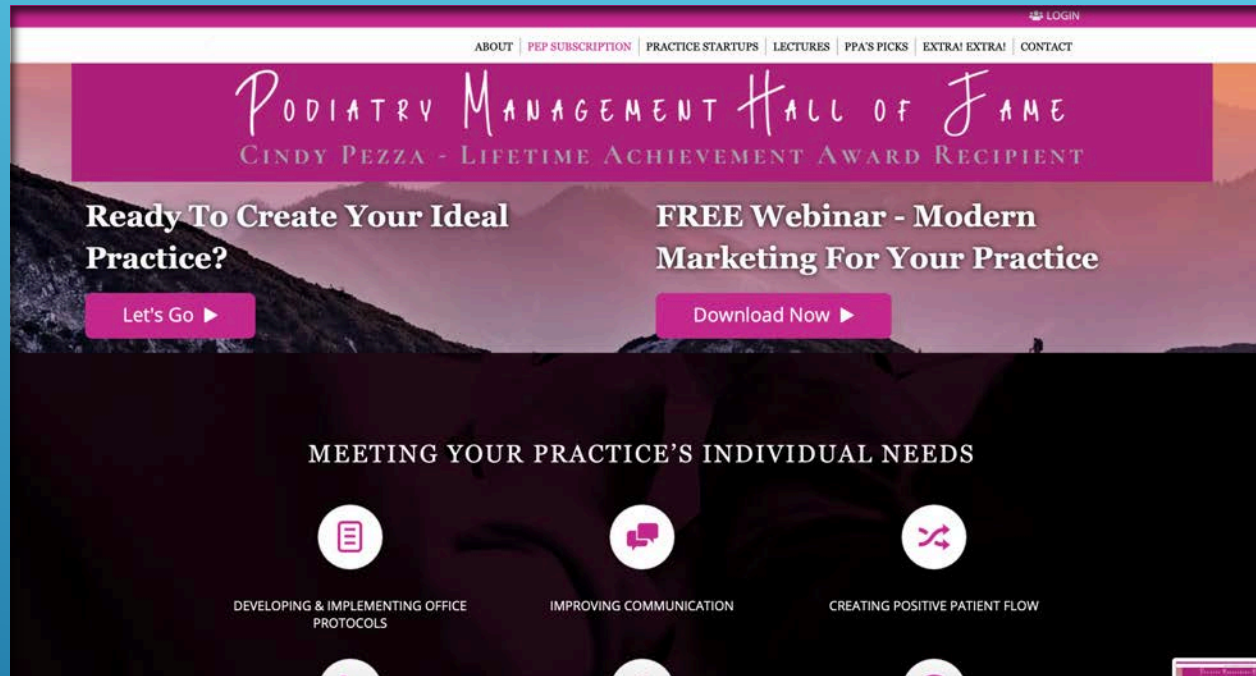 LOGIN
ABOUT PEP SUBSCRIPTION PRACTICE STARTUPS LECTURES PPA'S PICKS EXTRA! EXTRA! CONTACT
PODIATRY MANAGEMENT HALL OF FAME
CINDY PEZZA - LIFETIME ACHIEVEMENT AWARD RECIPIENT
Ready To Create Your Ideal
Practice?
Let's Go
FREE Webinar - Modern
Marketing For Your Practice
Download Now
MEETING YOUR PRACTICE'S INDIVIDUAL NEEDS
DEVELOPING & IMPLEMENTING OFFICE
PROTOCOLS
IMPROVING COMMUNICATION
CREATING POSITIVE PATIENT FLOW